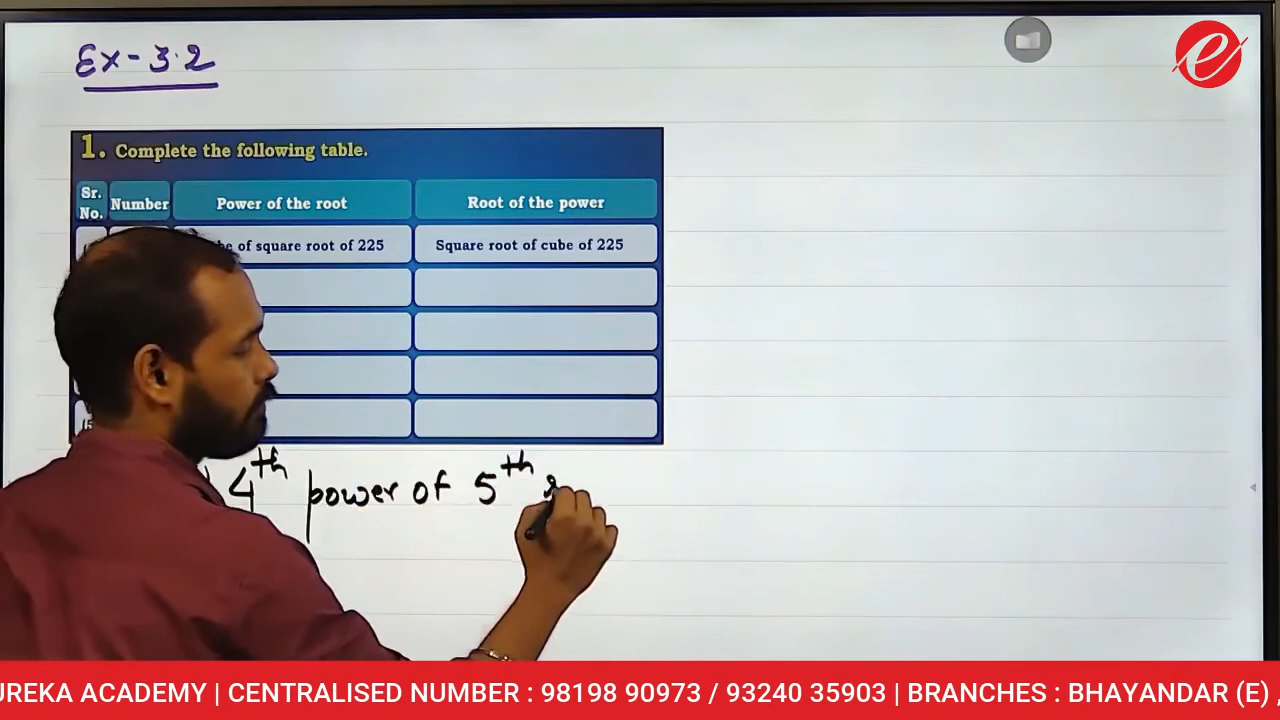 Ex - 3.2
1. Complete the following table.
Sr. No. Number Power of the root Root of the power
of square root of 225 Square root of cube of 225
4th power of 5th
UREKA ACADEMY | CENTRALISED NUMBER : 98198 90973 / 93240 35903 | BRANCHES : BHAYANDAR (E)